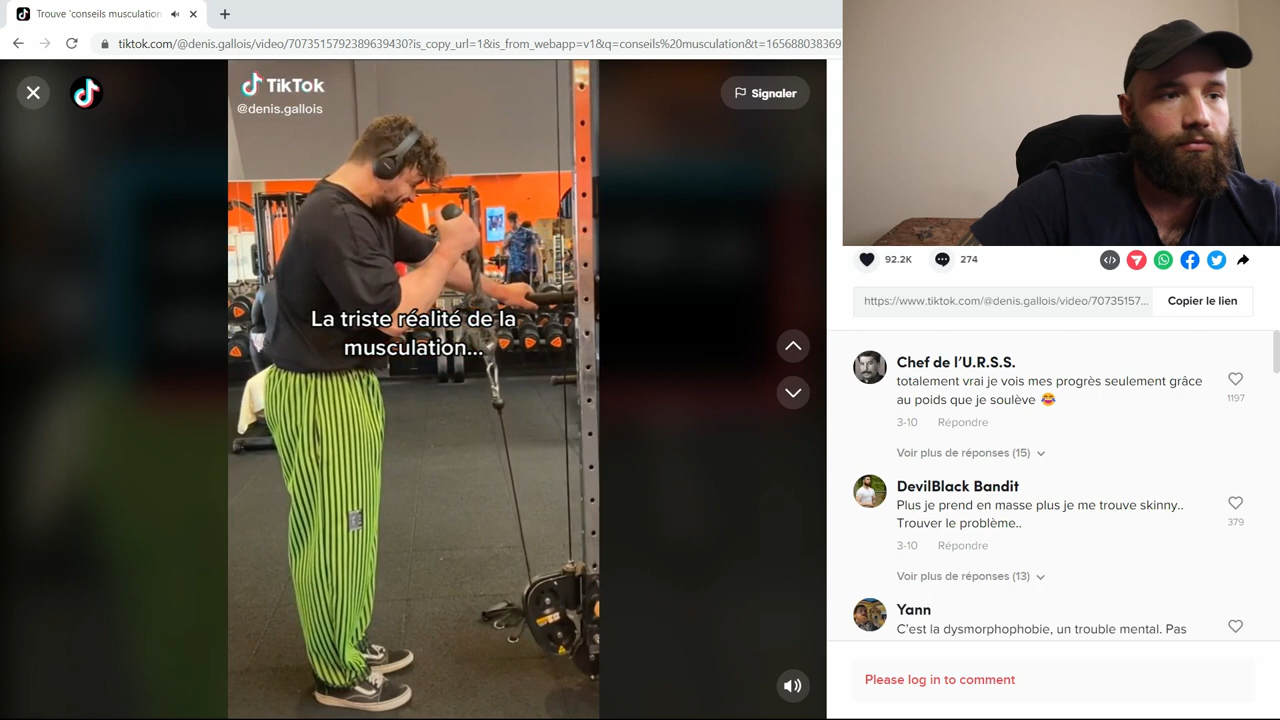 Trouve 'conseils musculation
tiktok.com/@denis.gallois/video/7073515792389639430?is_copy_url=1&is_from_webapp=v1&q=conseils%20musculation&t=165688038369
TikTok
@denis.gallois
Signaler
La triste réalité de la
musculation...
92.2K
274
https://www.tiktok.com/@denis.gallois/video/70735157...
Copier le lien
Chef de l'U.R.S.S.
totalement vrai je vois mes progrès seulement grâce
au poids que je soulève 😂
1197
3-10 Répondre
Voir plus de réponses (15)
DevilBlack Bandit
Plus je prend en masse plus je me trouve skinny..
Trouver le problème..
379
3-10 Répondre
Voir plus de réponses (13)
Yann
C'est la dysmorphophobie, un trouble mental. Pas
Please log in to comment